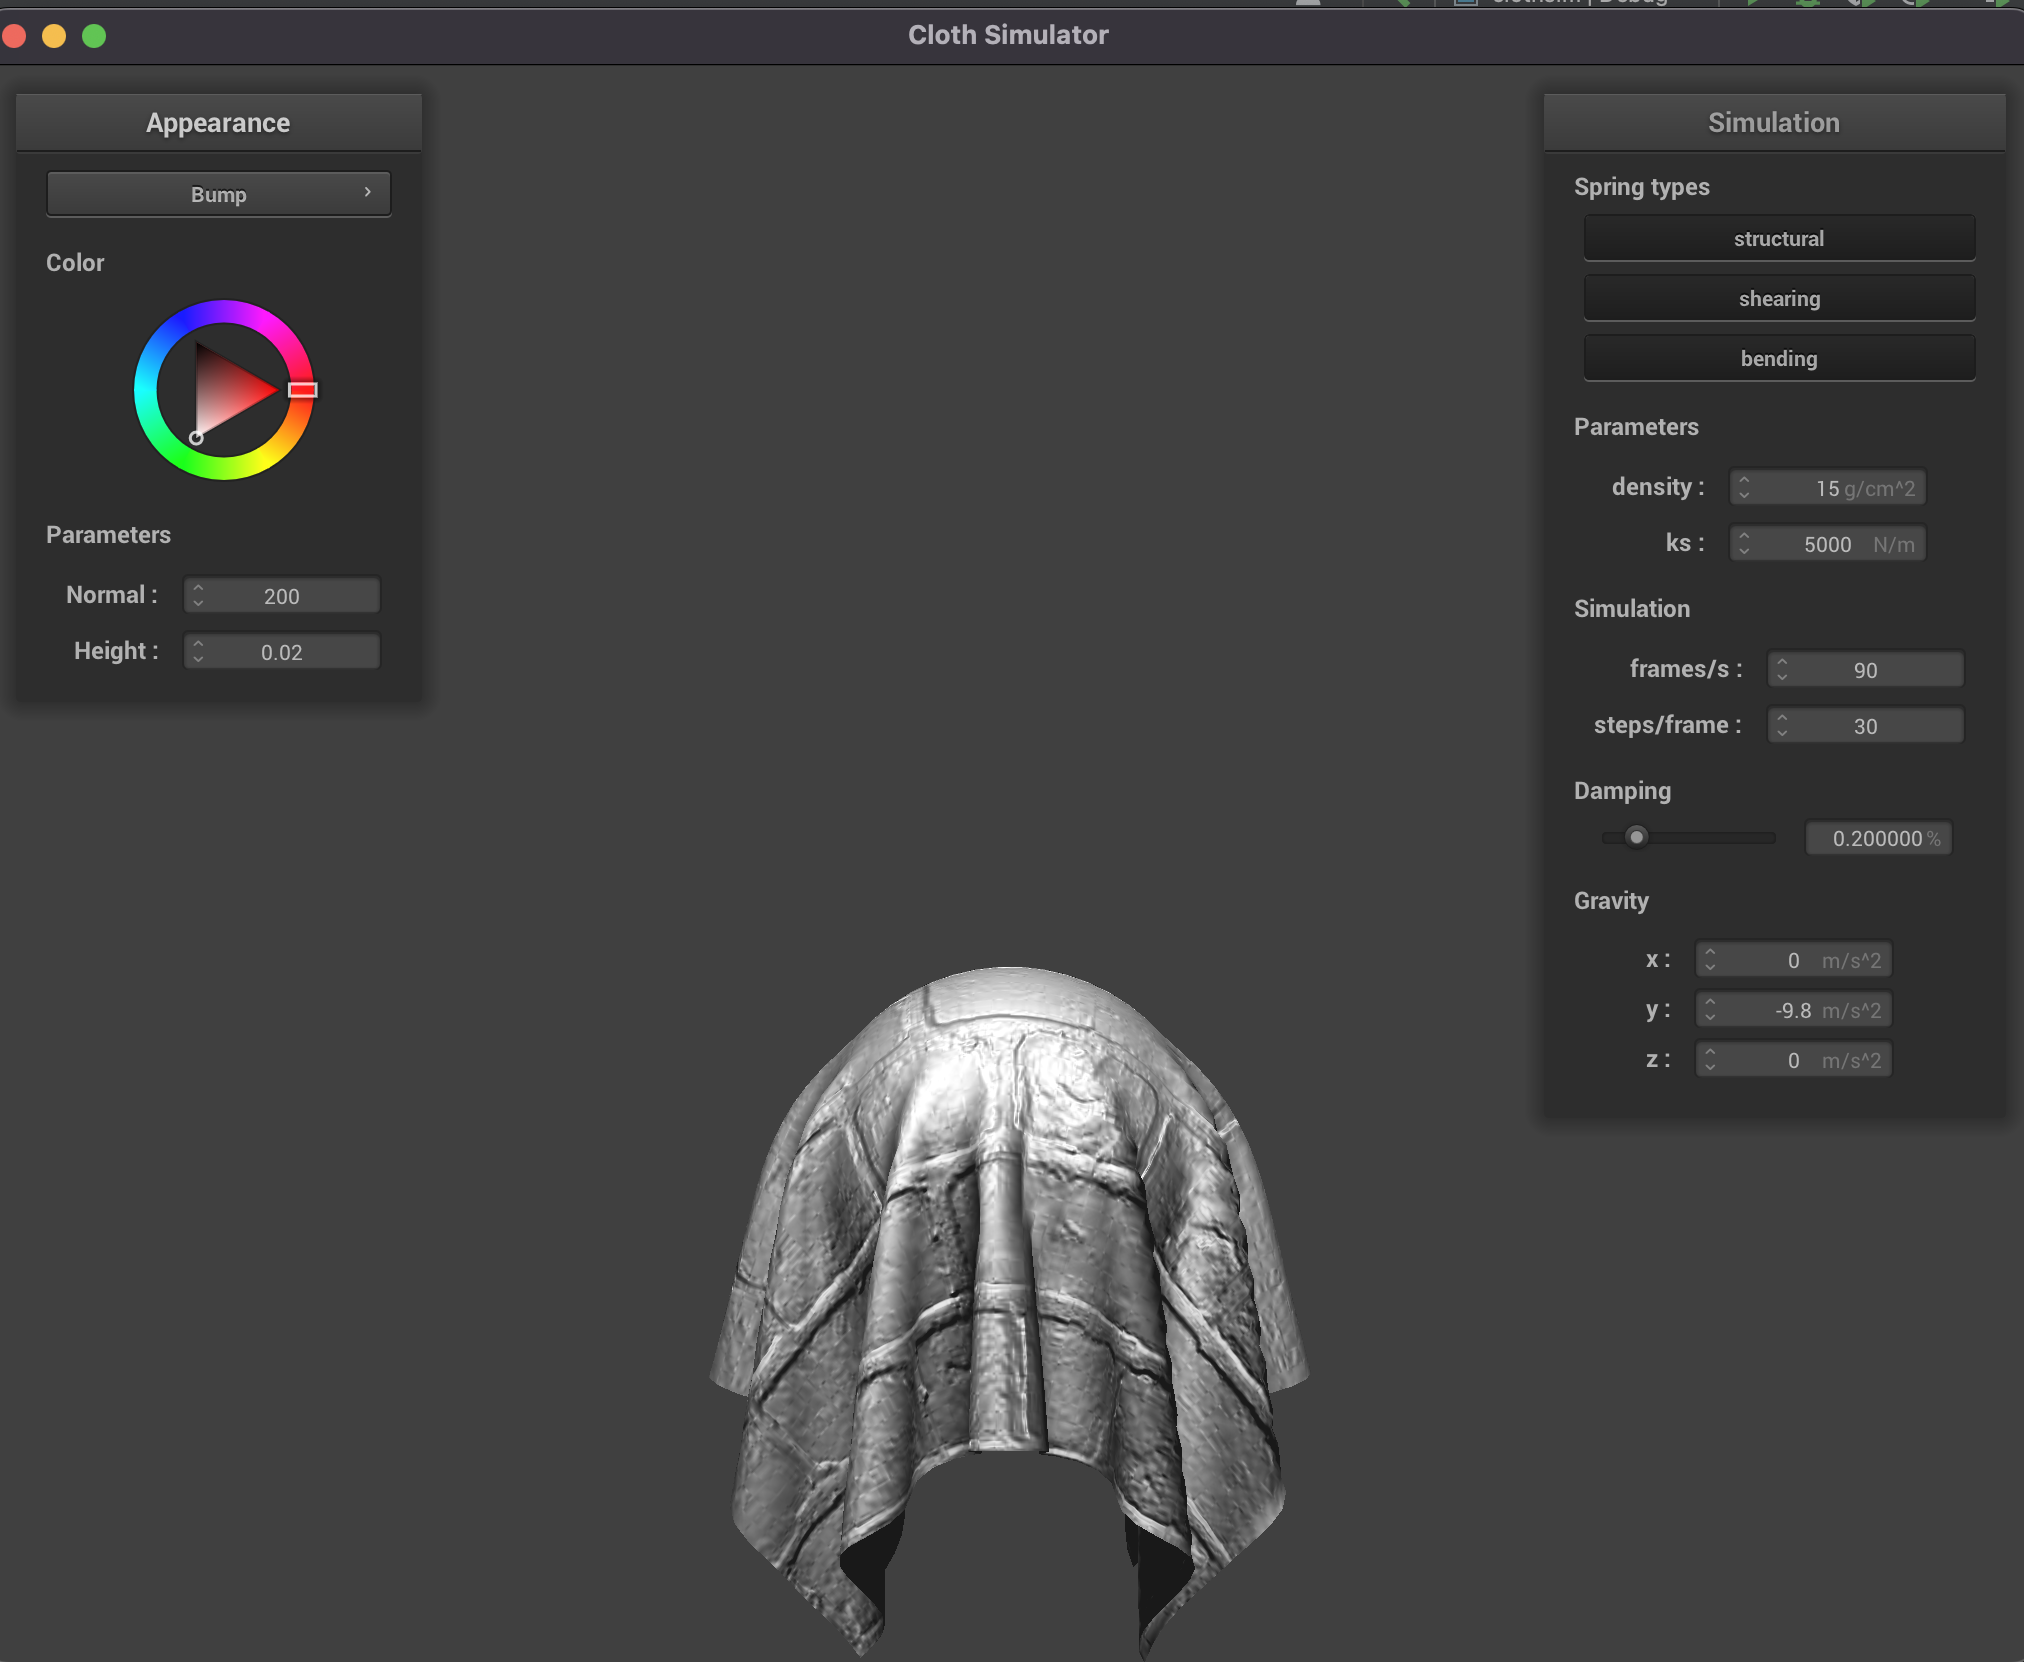 Cloth Simulator
Appearance
Bump
Color
Parameters
Normal : 200
Height : 0.02
Simulation
Spring types
structural
shearing
bending
Parameters
density : 15 g/cm^2
ks : 5000 N/m
Simulation
frames/s : 90
steps/frame : 30
Damping
0.200000 %
Gravity
x : 0 m/s^2
y : -9.8 m/s^2
z : 0 m/s^2